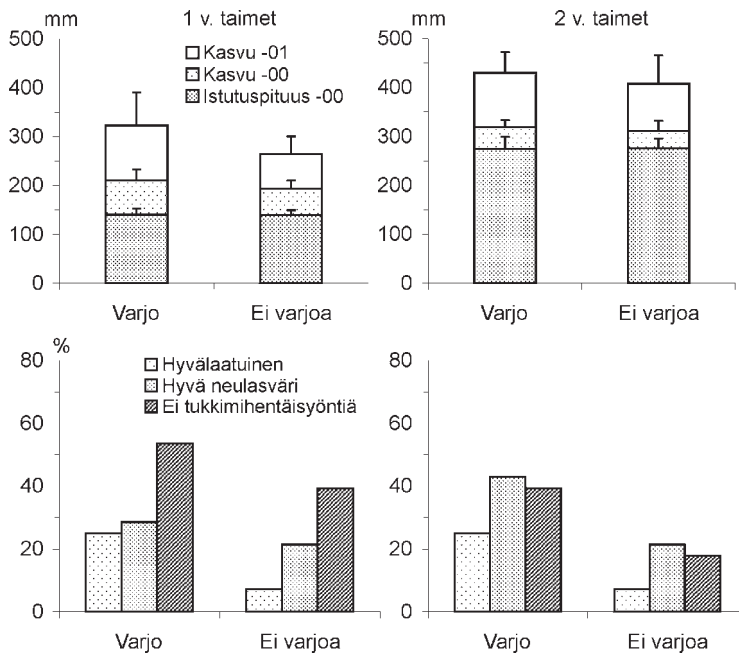 mm 1 v. taimet mm 2 v. taimet
500 500
Kasvu -01
400 Kasvu -00 400
Istutuspituus -00
300 300
200 200
100 100
0 0
Varjo Ei varjoa Varjo Ei varjoa
%
80 80
Hyvälaatuinen
Hyvä neulasväri
60 Ei tukkimihentäisyöntiä 60
40 40
20 20
0 0
Varjo Ei varjoa Varjo Ei varjoa